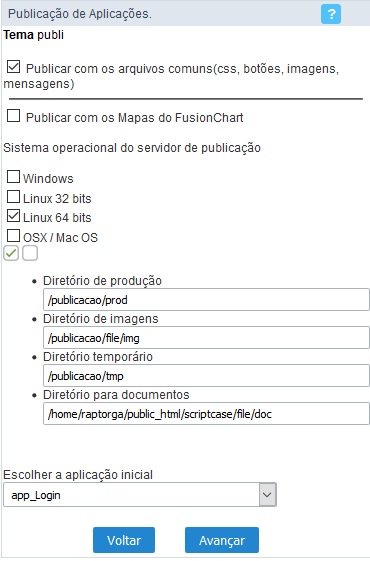 Publicação de Aplicações.
?
Tema publi
Publicar com os arquivos comuns(css, botões, imagens,
mensagens)
Publicar com os Mapas do FusionChart
Sistema operacional do servidor de publicação
Windows
Linux 32 bits
Linux 64 bits
OSX / Mac OS
Diretório de produção
/publicacao/prod
Diretório de imagens
/publicacao/file/img
Diretório temporário
/publicacao/tmp
Diretório para documentos
/home/raptorga/public_html/scriptcase/file/doc
Escolher a aplicação inicial
app_Login
Voltar Avançar